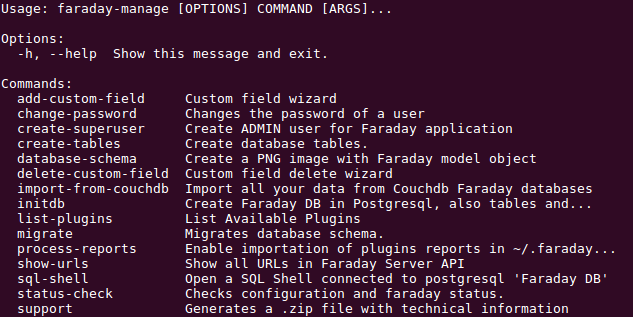 Usage: faraday-manage [OPTIONS] COMMAND [ARGS]...
Options:
-h, --help  Show this message and exit.
Commands:
add-custom-field     Custom field wizard
change-password      Changes the password of a user
create-superuser     Create ADMIN user for Faraday application
create-tables        Create database tables.
database-schema      Create a PNG image with Faraday model object
delete-custom-field  Custom field delete wizard
import-from-couchdb  Import all your data from Couchdb Faraday databases
initdb               Create Faraday DB in Postgresql, also tables and...
list-plugins         List Available Plugins
migrate              Migrates database schema.
process-reports      Enable importation of plugins reports in ~/.faraday...
show-urls            Show all URLs in Faraday Server API
sql-shell            Open a SQL Shell connected to postgresql 'Faraday DB'
status-check         Checks configuration and faraday status.
support              Generates a .zip file with technical information